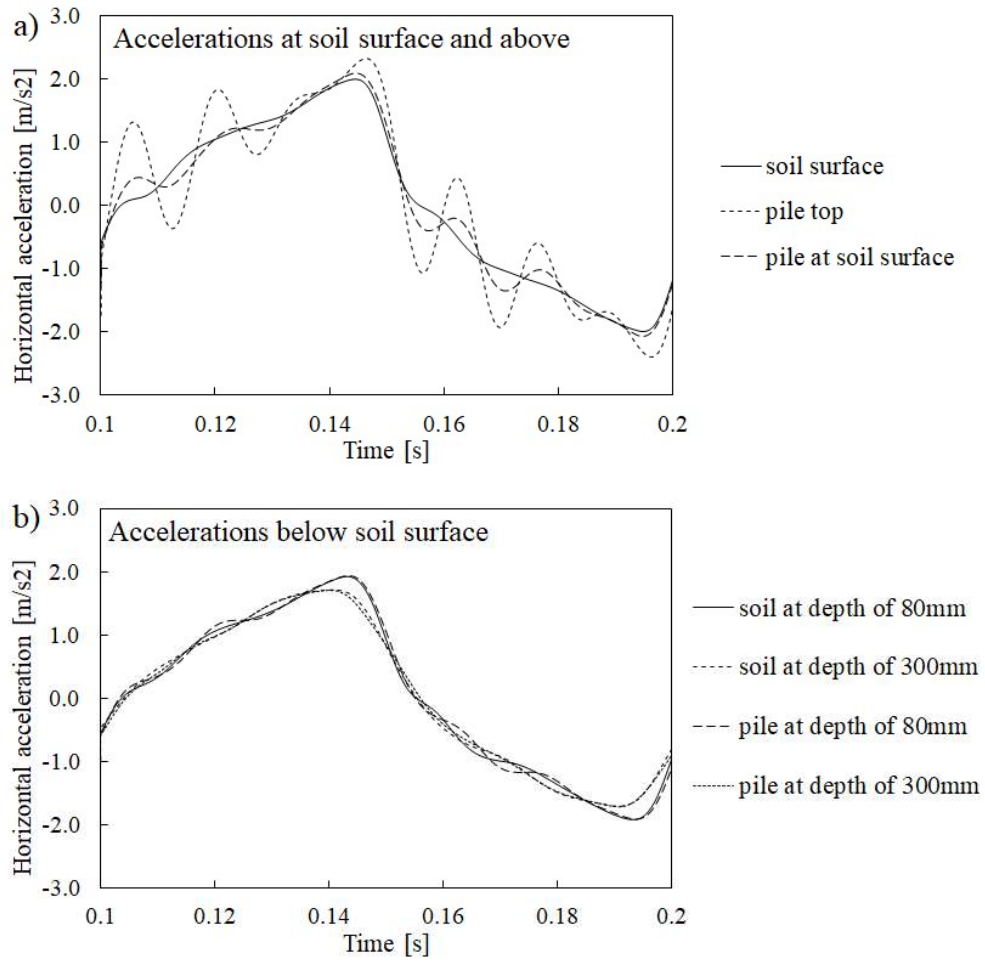 a)
Accelerations at soil surface and above
Horizontal acceleration [m/s2]
3.0
2.0
1.0
0.0
-1.0
-2.0
-3.0
0.1 0.12 0.14 0.16 0.18 0.2
Time [s]
soil surface
pile top
pile at soil surface
b)
Accelerations below soil surface
Horizontal acceleration [m/s2]
3.0
2.0
1.0
0.0
-1.0
-2.0
-3.0
0.1 0.12 0.14 0.16 0.18 0.2
Time [s]
soil at depth of 80mm
soil at depth of 300mm
pile at depth of 80mm
pile at depth of 300mm